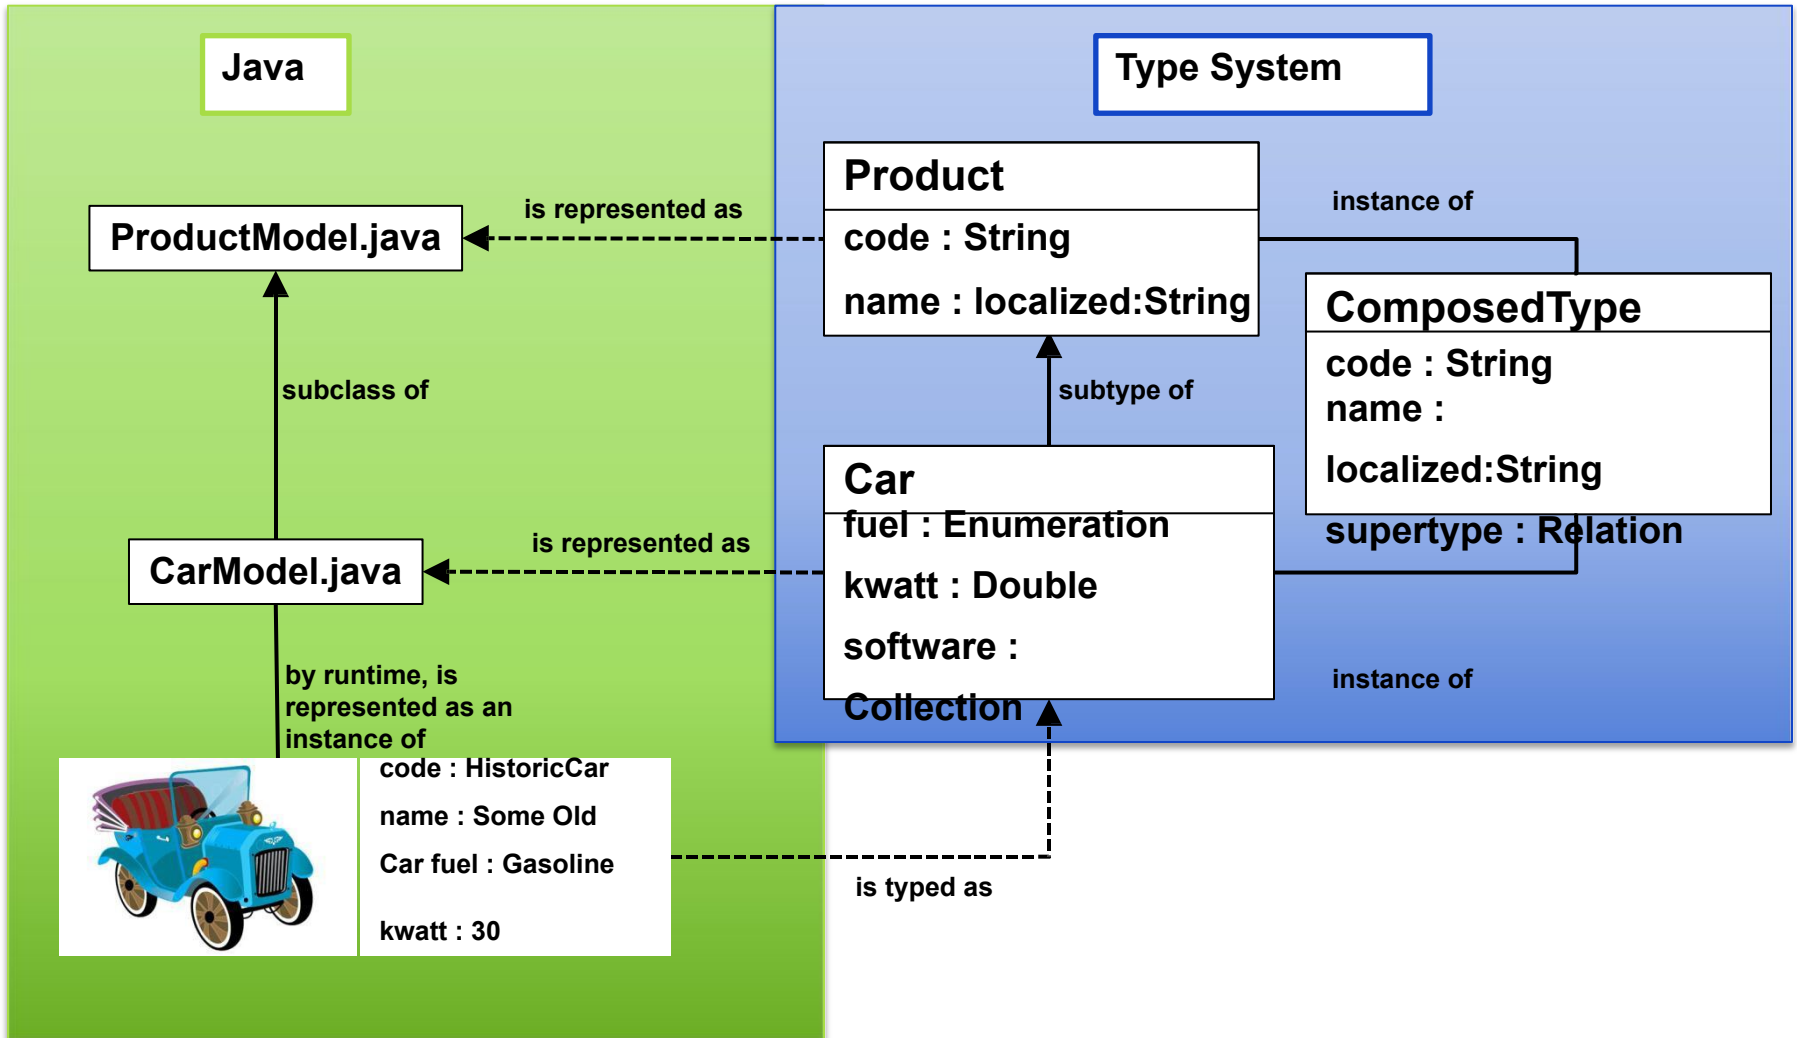 Java
Type System
Product
code : String
name : localized:String
instance of
is represented as
ProductModel.java
ComposedType
code : String
name :
localized:String
supertype : Relation
subclass of
subtype of
Car
fuel : Enumeration
kwatt : Double
software :
Collection
is represented as
CarModel.java
instance of
by runtime, is
represented as an
instance of
code : HistoricCar
name : Some Old
Car fuel : Gasoline
kwatt : 30
is typed as